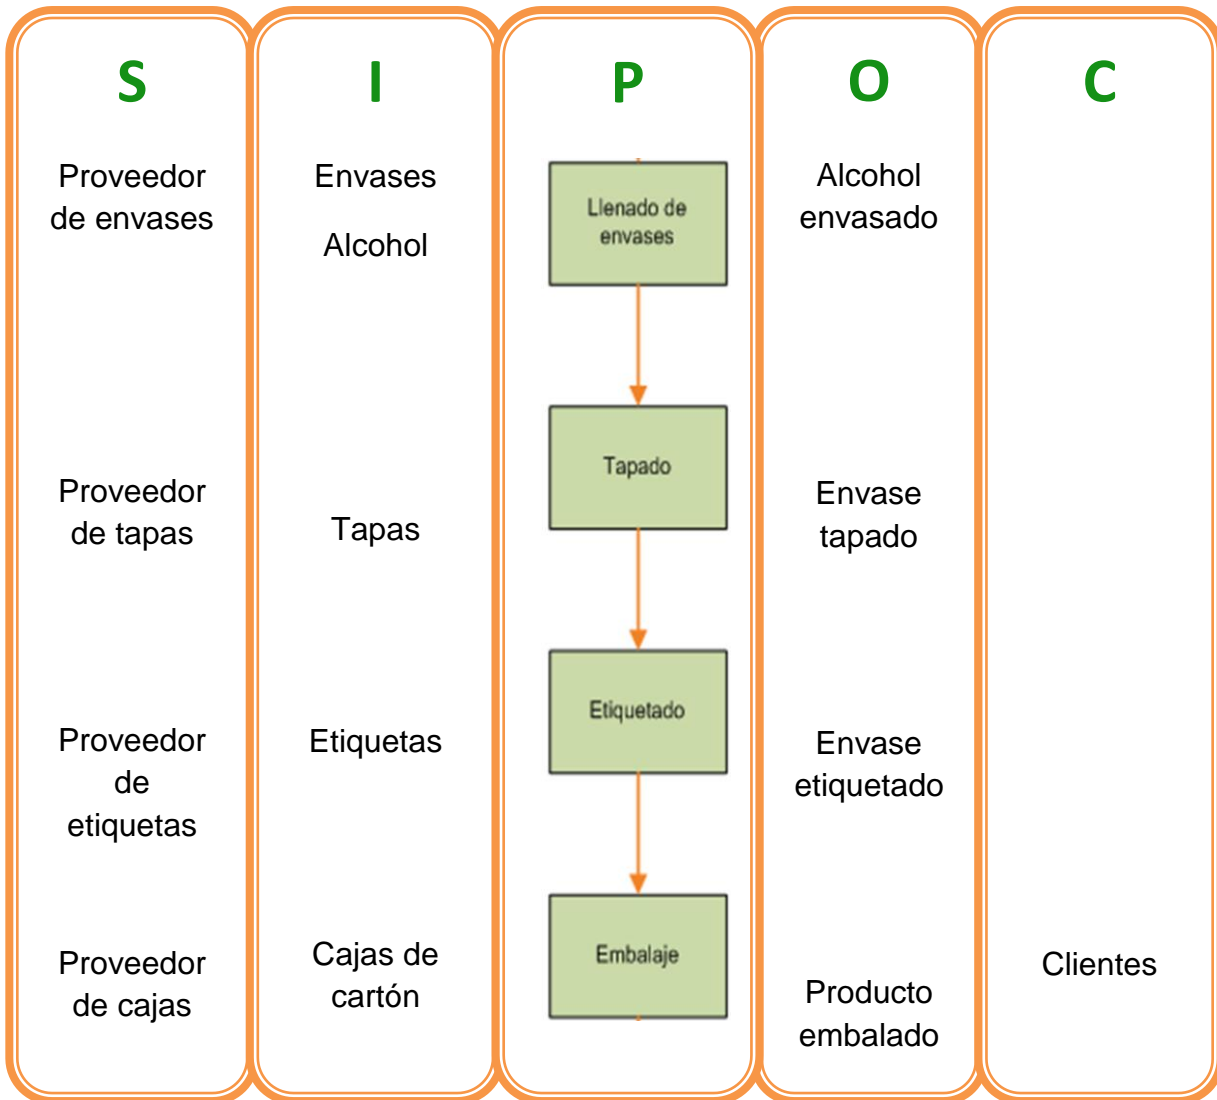 S
Proveedor
de envases
Proveedor
de tapas
Proveedor
de
etiquetas
Proveedor
de cajas
I
Envases
Alcohol
Tapas
Etiquetas
Cajas de
cartón
P
Llenado de
envases
Tapado
Etiquetado
Embalaje
O
Alcohol
envasado
Envase
tapado
Envase
etiquetado
Producto
embalado
C
Clientes